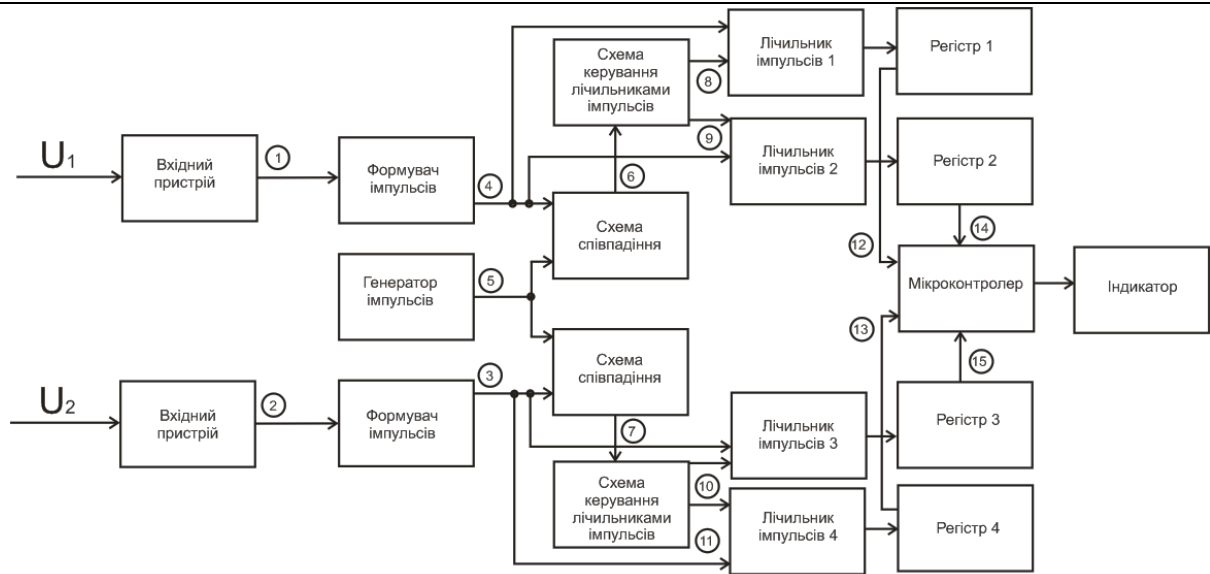 U1
Вхідний
пристрій
1
Формувач
імпульсів
4
Генератор
імпульсів
5
Схема
керування
лічильниками
імпульсів
8
9
6
Схема
співпадіння
Лічильник
імпульсів 1
Лічильник
імпульсів 2
Регістр 1
Регістр 2
12
14
Мікроконтролер
Індикатор
13
15
U2
Вхідний
пристрій
2
Формувач
імпульсів
3
Схема
співпадіння
7
Схема
керування
лічильниками
імпульсів
10
11
Лічильник
імпульсів 3
Лічильник
імпульсів 4
Регістр 3
Регістр 4